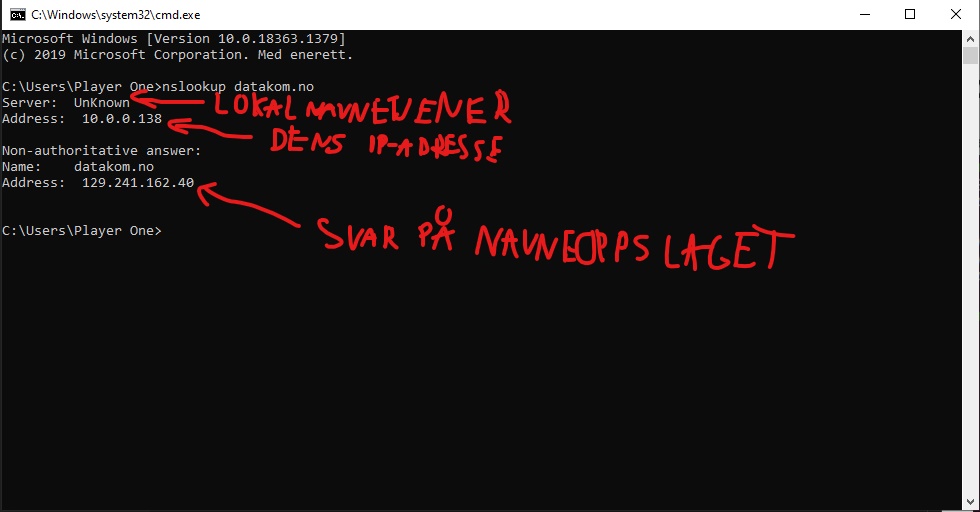 C:\Windows\system32\cmd.exe
Microsoft Windows [Version 10.0.18363.1379]
(c) 2019 Microsoft Corporation. Med enerett.
C:\Users\Player One>nslookup datakom.no
Server:  UnKnown
LOKAL NAVNETJENER
Address:  10.0.0.138
DENS IP-ADRESSE
Non-authoritative answer:
Name:    datakom.no
Address:  129.241.162.40
SVAR PÅ NAVNEOPPSLAGET
C:\Users\Player One>